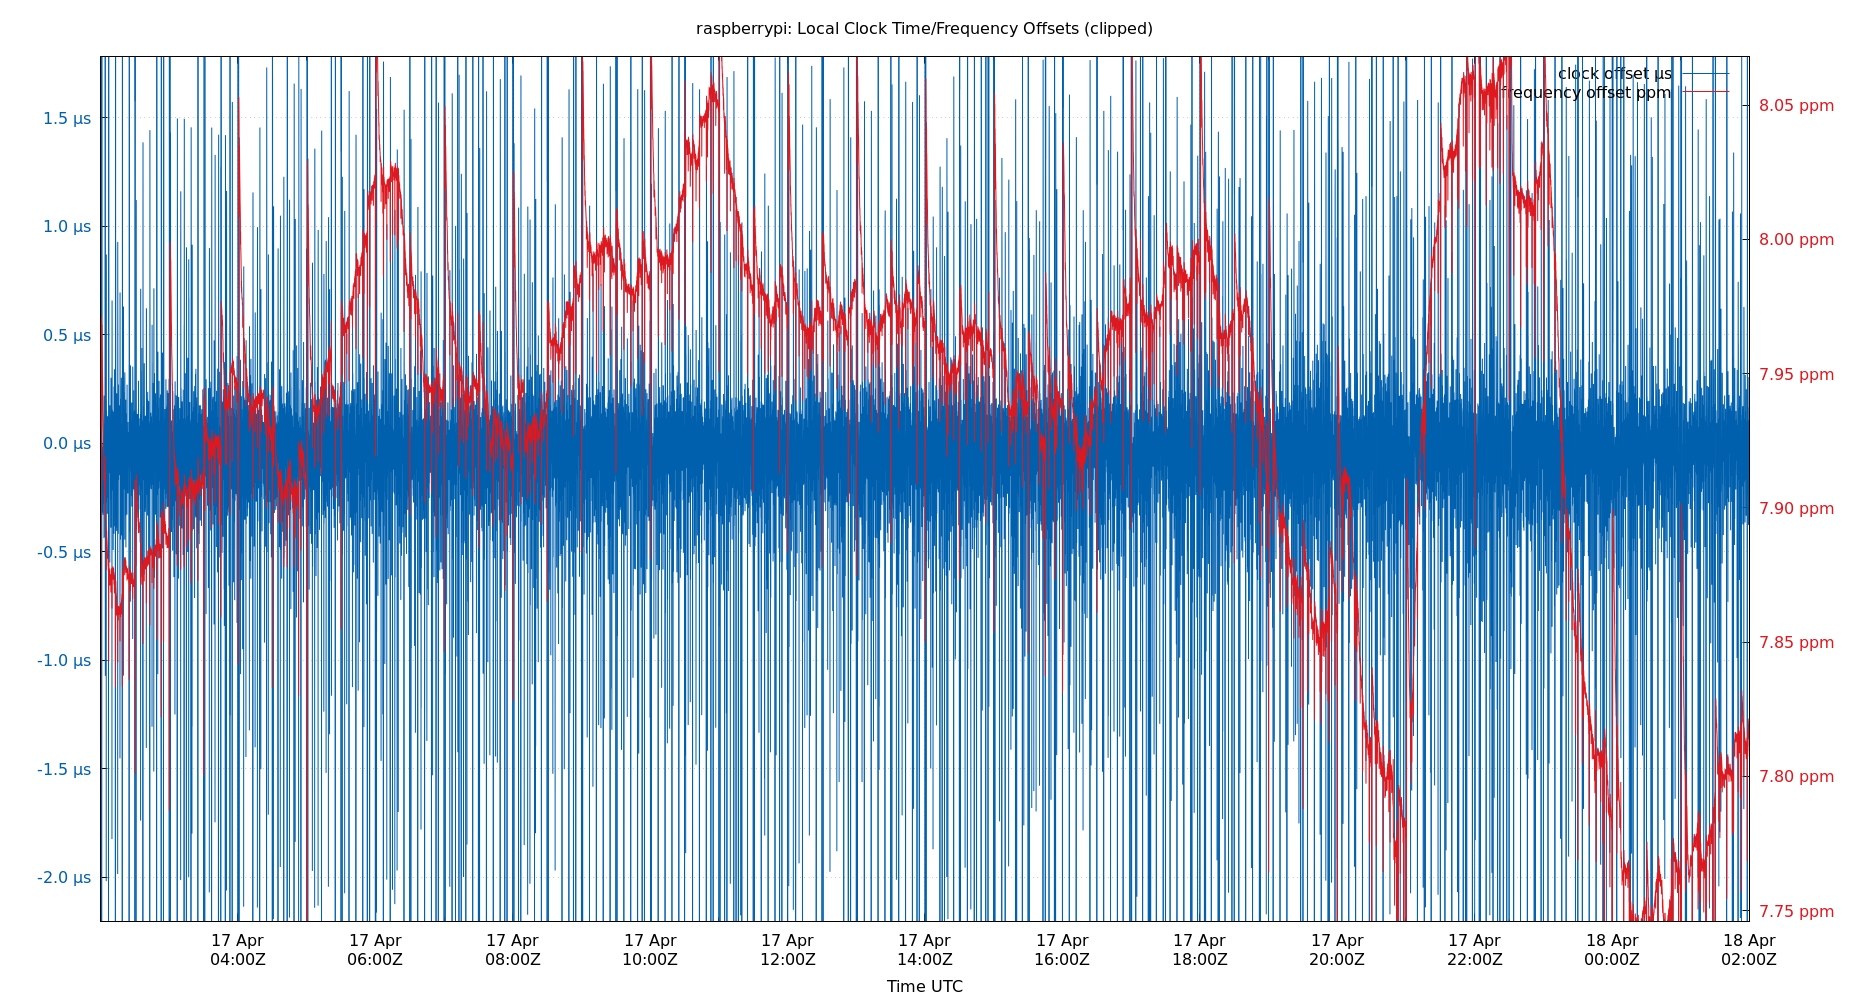 raspberrypi: Local Clock Time/Frequency Offsets (clipped)
clock offset µs
frequency offset ppm
1.5 µs
1.0 µs
0.5 µs
0.0 µs
-0.5 µs
-1.0 µs
-1.5 µs
-2.0 µs
8.05 ppm
8.00 ppm
7.95 ppm
7.90 ppm
7.85 ppm
7.80 ppm
7.75 ppm
17 Apr 17 Apr 17 Apr 17 Apr 17 Apr 17 Apr 17 Apr 17 Apr 17 Apr 17 Apr 18 Apr 18 Apr
04:00Z 06:00Z 08:00Z 10:00Z 12:00Z 14:00Z 16:00Z 18:00Z 20:00Z 22:00Z 00:00Z 02:00Z
Time UTC